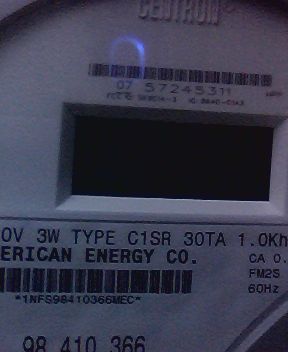 CENTRON
07 57245311
0V 3W TYPE C1SR 30TA 1.0Kh
ERICAN ENERGY CO.
CA 0.
FM2S
60Hz
*1NFS98410366MEC*
98 410 366